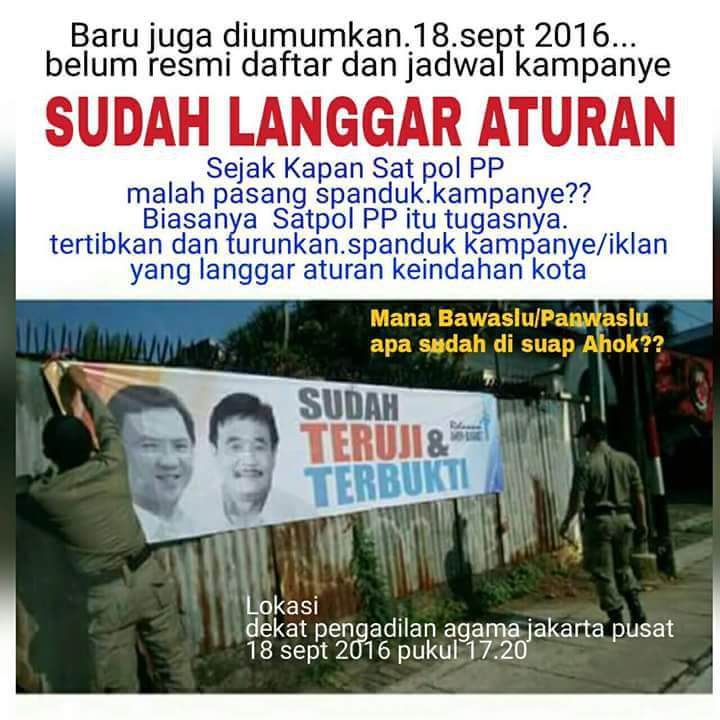 Baru juga diumumkan.18.sept 2016...
belum resmi daftar dan jadwal kampanye
SUDAH LANGGAR ATURAN
Sejak Kapan Sat pol PP
malah pasang spanduk.kampanye??
Biasanya Satpol PP itu tugasnya.
tertibkan dan turunkan.spanduk kampanye/iklan
yang langgar aturan keindahan kota
Mana Bawaslu/Panwaslu
apa sudah di suap Ahok??
SUDAH
TERUJI &
TERBUKTI
Relawan
Lokasi
dekat pengadilan agama jakarta pusat
18 sept 2016 pukul 17.20